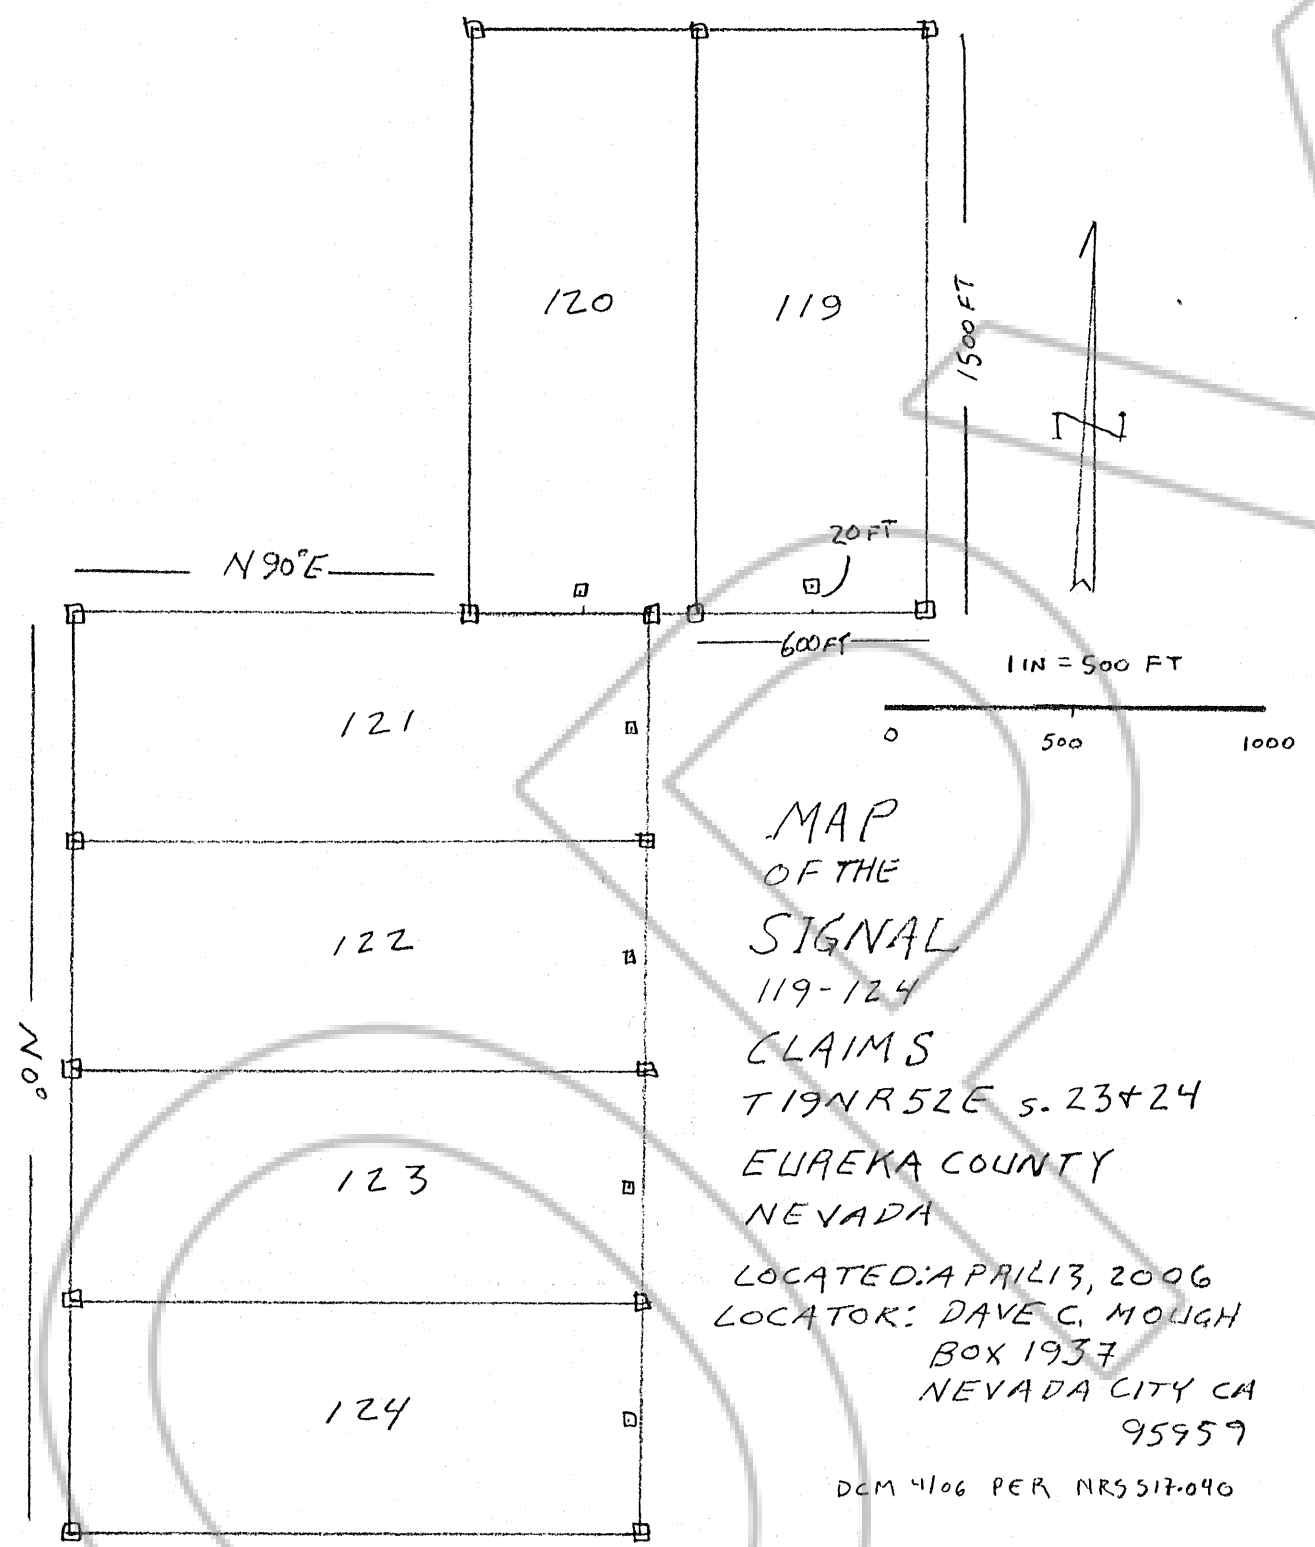 120
119
1500 FT
N
20 FT
N 90°E
600 FT
1 IN = 500 FT
0 500 1000
121
122
N 0°
123
124
MAP
OF THE
SIGNAL
119-124
CLAIMS
T 19N R 52E s. 23+24
EUREKA COUNTY
NEVADA
LOCATED: APRIL 13, 2006
LOCATOR: DAVE C. MOUGH
BOX 1937
NEVADA CITY CA
95959
DCM 4/06 PER NRS 517.040